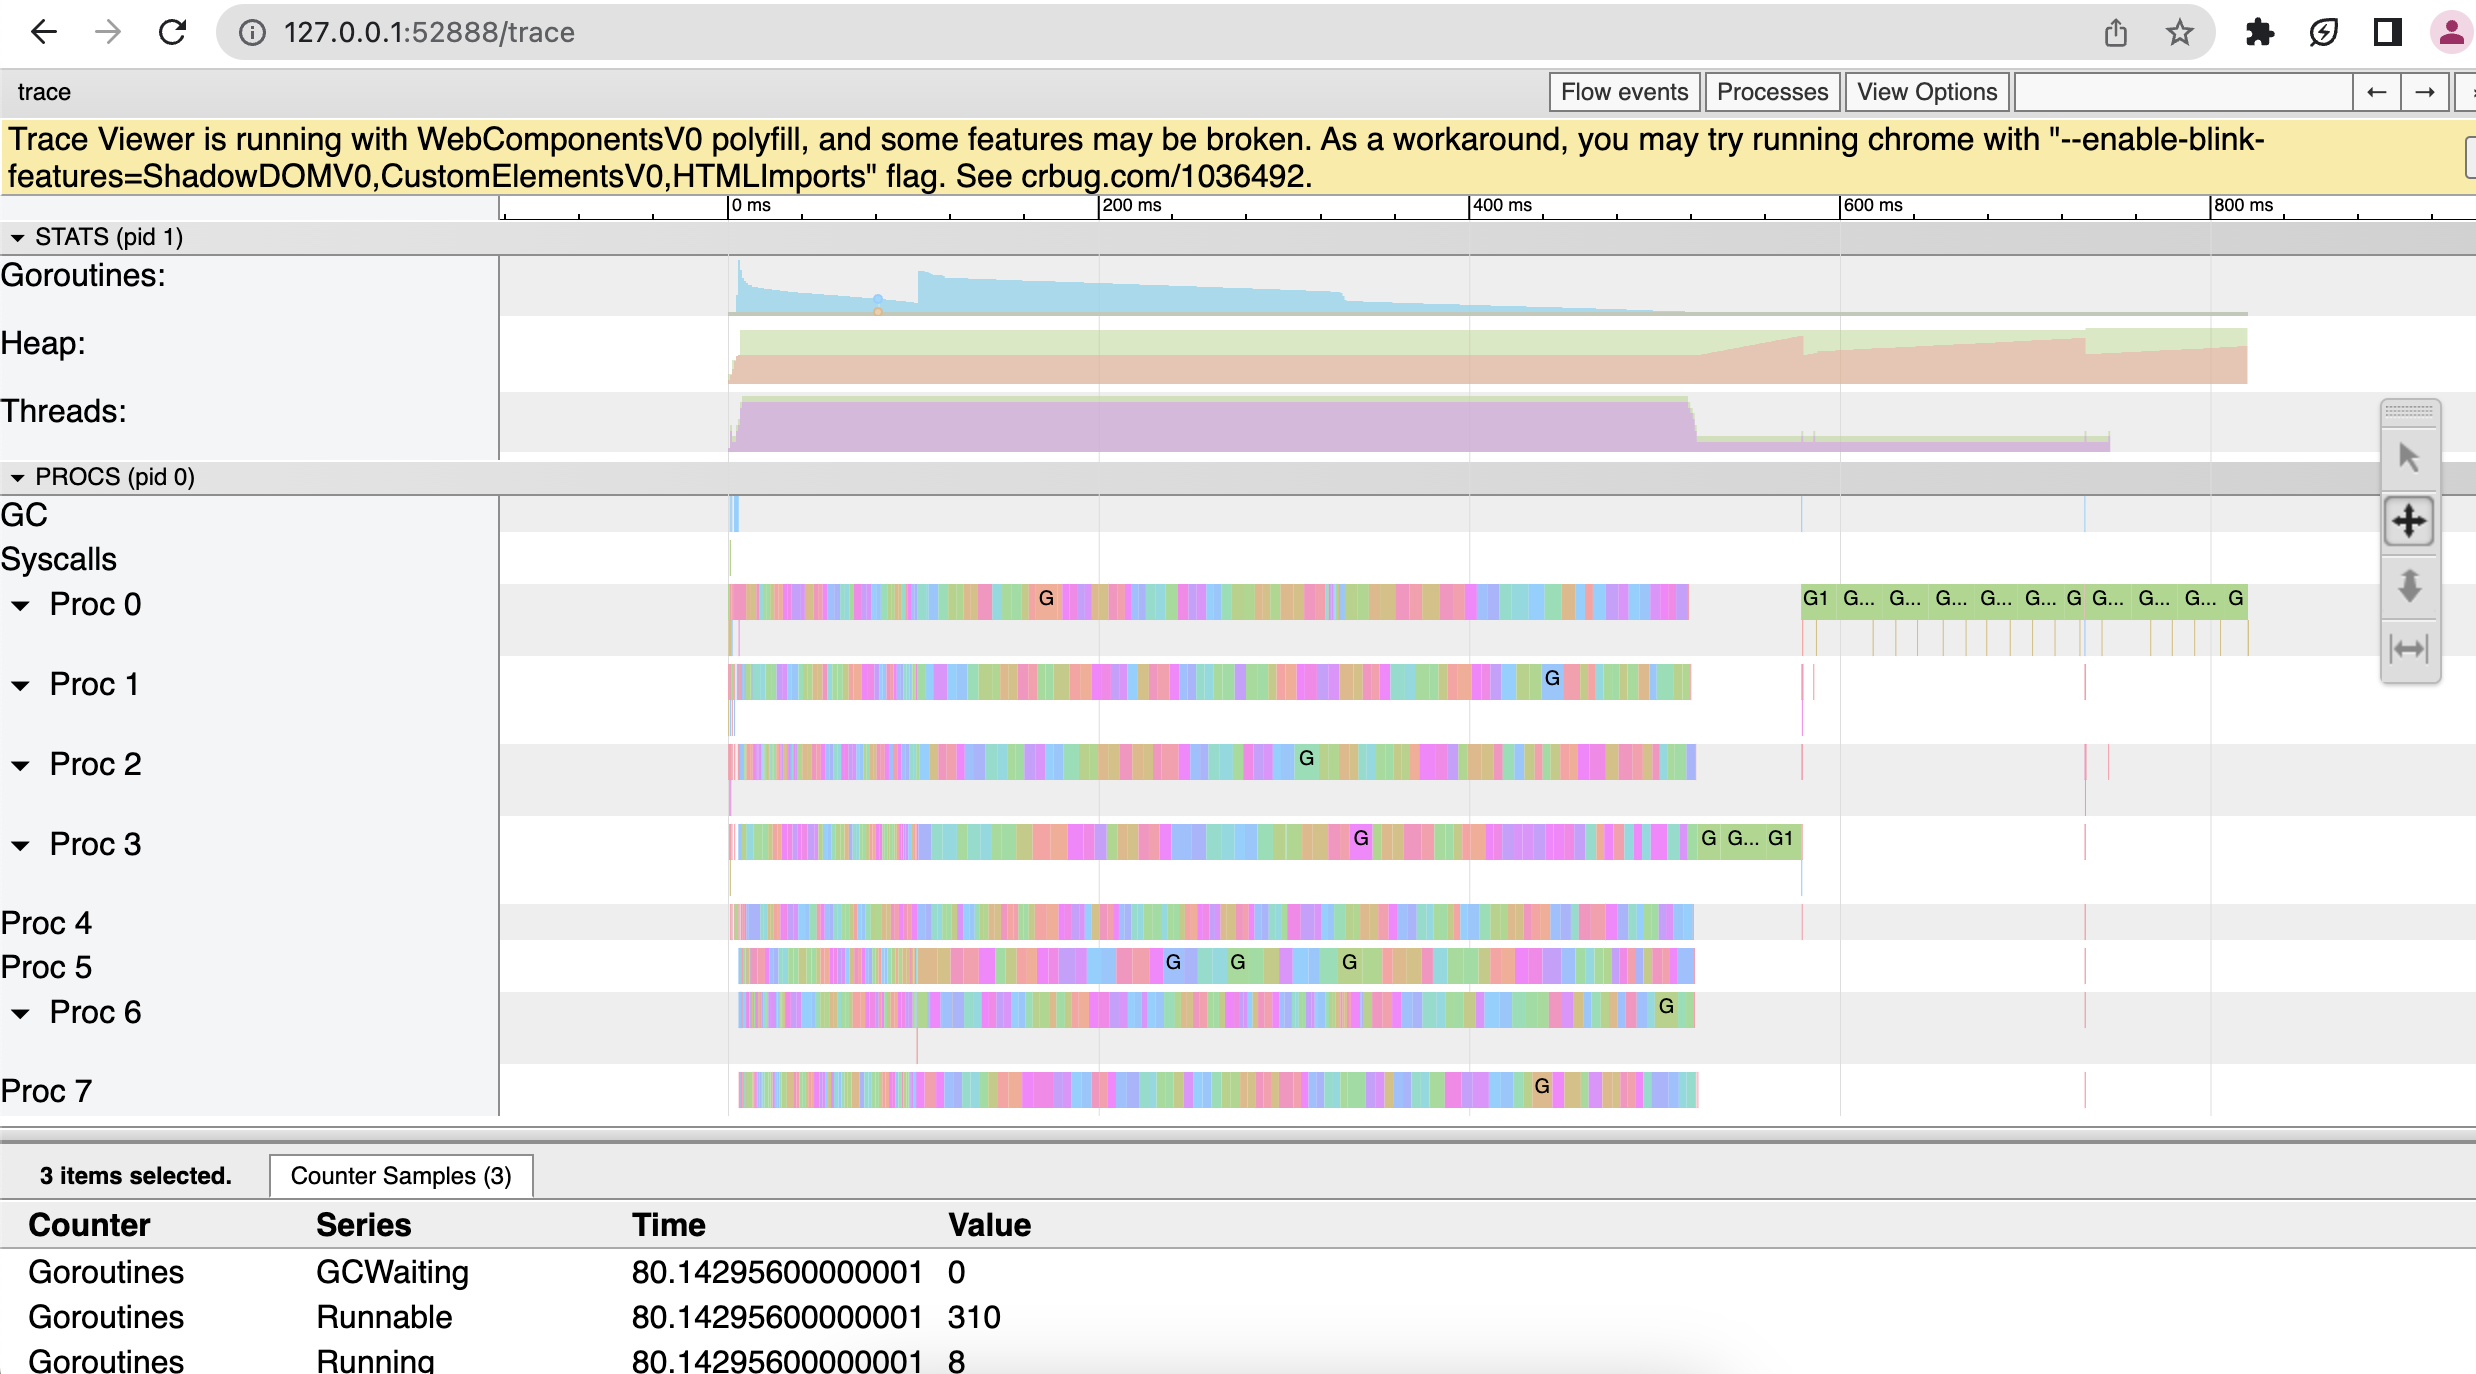 127.0.0.1:52888/trace
trace
Flow events Processes View Options ← →
Trace Viewer is running with WebComponentsV0 polyfill, and some features may be broken. As a workaround, you may try running chrome with "--enable-blink-
features=ShadowDOMV0,CustomElementsV0,HTMLImports" flag. See crbug.com/1036492.
0 ms 200 ms 400 ms 600 ms 800 ms
STATS (pid 1)
Goroutines:
Heap:
Threads:
PROCS (pid 0)
GC
Syscalls
Proc 0 G G1 G... G... G... G... G... G G... G... G... G
Proc 1 G
Proc 2 G
Proc 3 G G G... G1
Proc 4
Proc 5 G G G
Proc 6 G
Proc 7 G
3 items selected. Counter Samples (3)
Counter Series Time Value
Goroutines GCWaiting 80.14295600000001 0
Goroutines Runnable 80.14295600000001 310
Goroutines Running 80.14295600000001 8